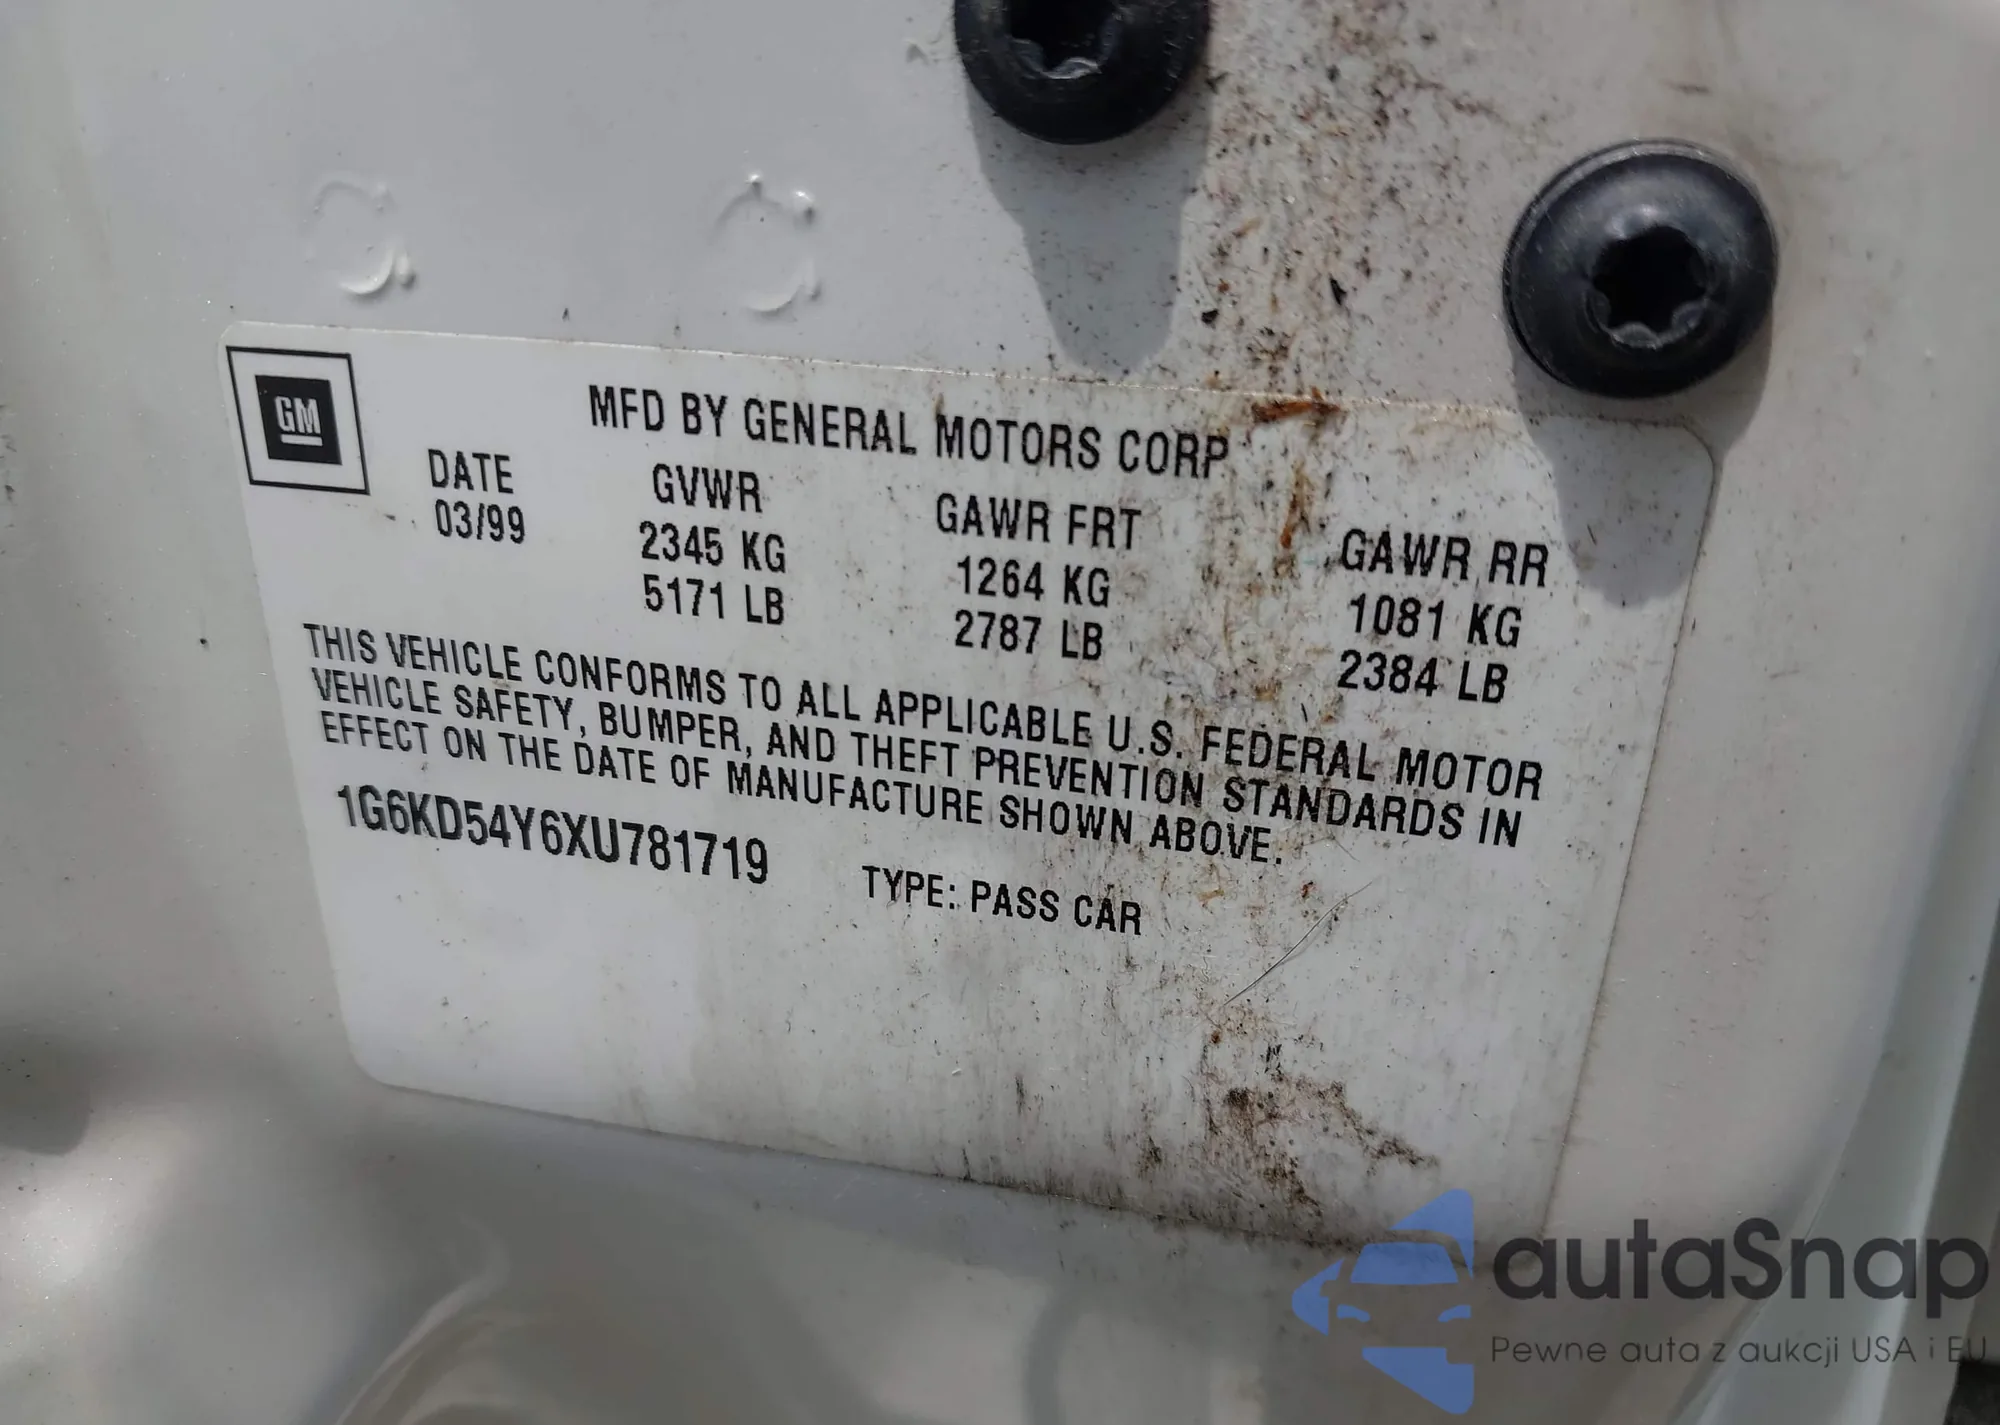 GM
MFD BY GENERAL MOTORS CORP
DATE GVWR GAWR FRT GAWR RR
03/99 2345 KG 1264 KG 1081 KG
5171 LB 2787 LB 2384 LB
THIS VEHICLE CONFORMS TO ALL APPLICABLE U.S. FEDERAL MOTOR
VEHICLE SAFETY, BUMPER, AND THEFT PREVENTION STANDARDS IN
EFFECT ON THE DATE OF MANUFACTURE SHOWN ABOVE.
1G6KD54Y6XU781719 TYPE: PASS CAR
autaSnap
Pewne auta z aukcji USA i EU